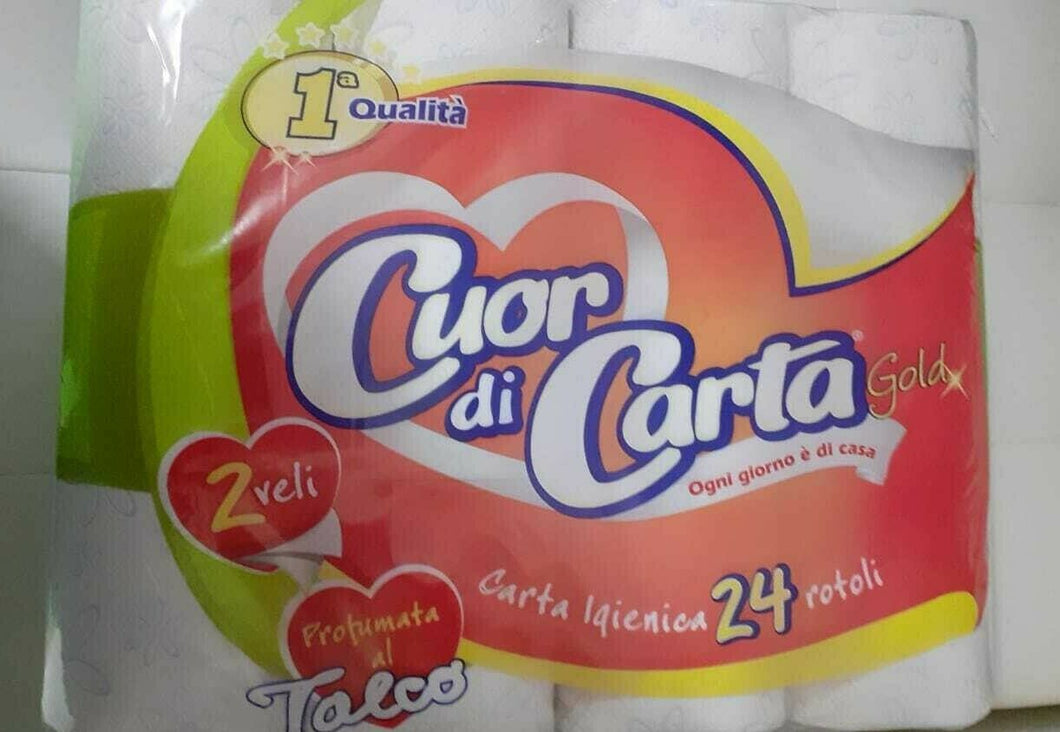 1ª Qualità
Cuor
di Carta® Gold
Ogni giorno è di casa
2 veli
Carta Igienica 24 rotoli
Profumata
al
Talco